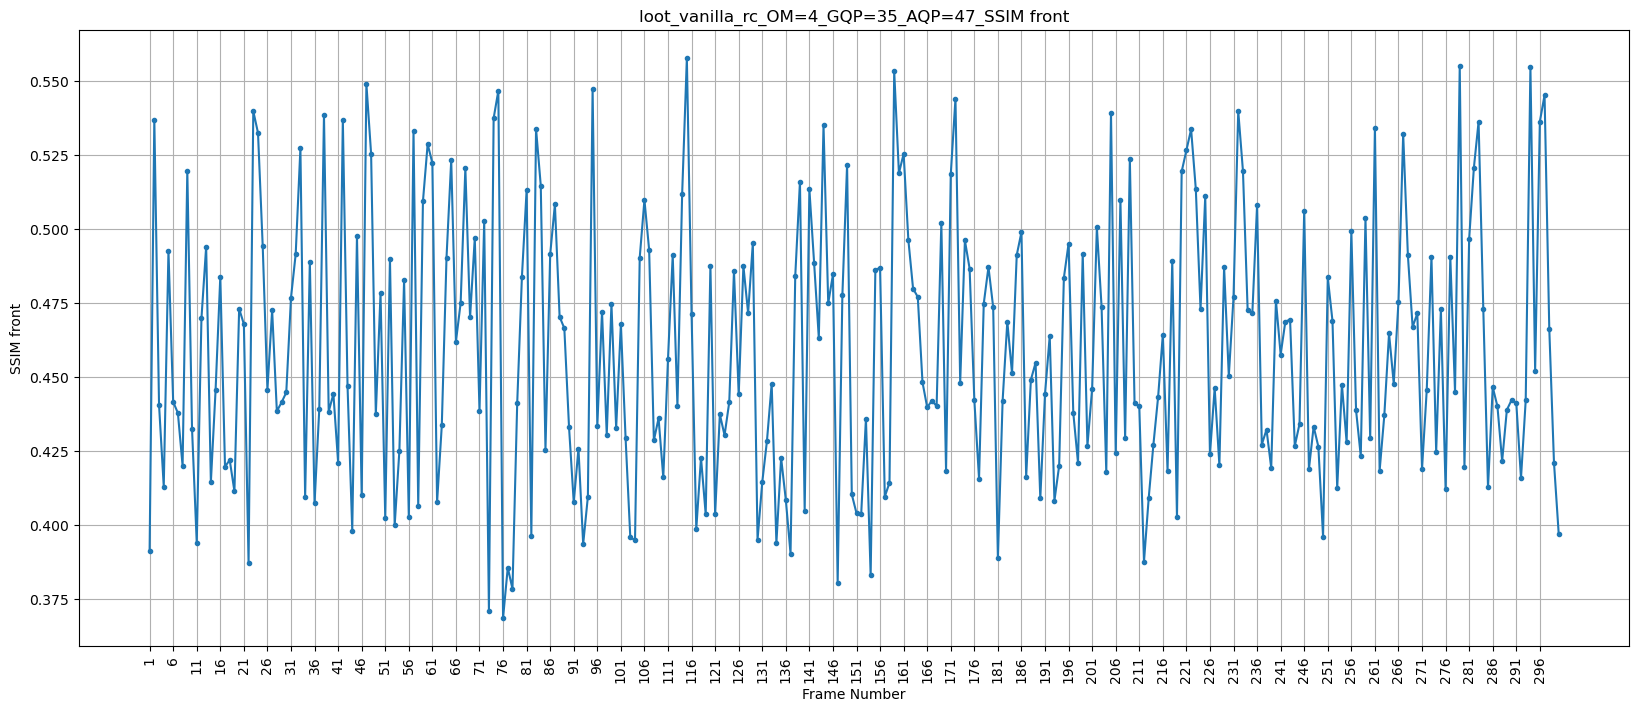 loot_vanilla_rc_OM=4_GQP=35_AQP=47_SSIM front
SSIM front
0.550
0.525
0.500
0.475
0.450
0.425
0.400
0.375
1 6 11 16 21 26 31 36 41 46 51 56 61 66 71 76 81 86 91 96 101 106 111 116 121 126 131 136 141 146 151 156 161 166 171 176 181 186 191 196 201 206 211 216 221 226 231 236 241 246 251 256 261 266 271 276 281 286 291 296
Frame Number